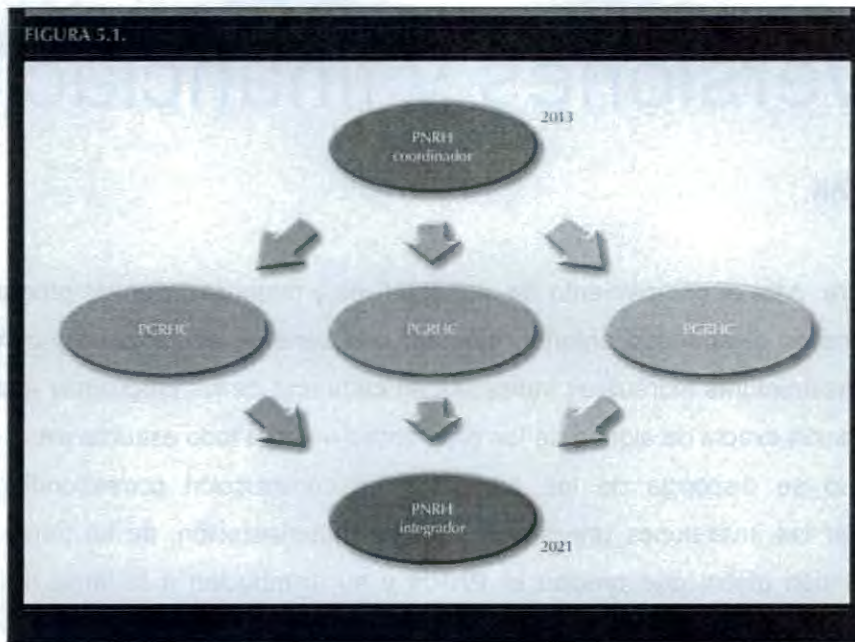 FIGURA 5.1.
PNRH
coordinador
2013
PGRHC
PGRHC
PGRHC
PNRH
integrador
2021